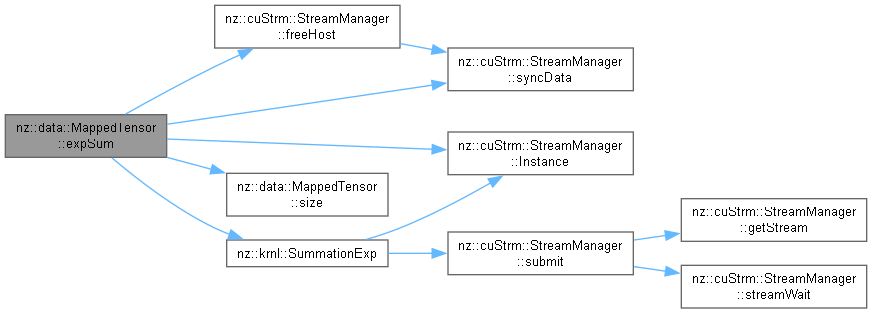 nz::cuStrm::StreamManager
::freeHost
nz::cuStrm::StreamManager
::syncData
nz::data::MappedTensor
::expSum
nz::cuStrm::StreamManager
::Instance
nz::data::MappedTensor
::size
nz::krnl::SummationExp
nz::cuStrm::StreamManager
::submit
nz::cuStrm::StreamManager
::getStream
nz::cuStrm::StreamManager
::streamWait